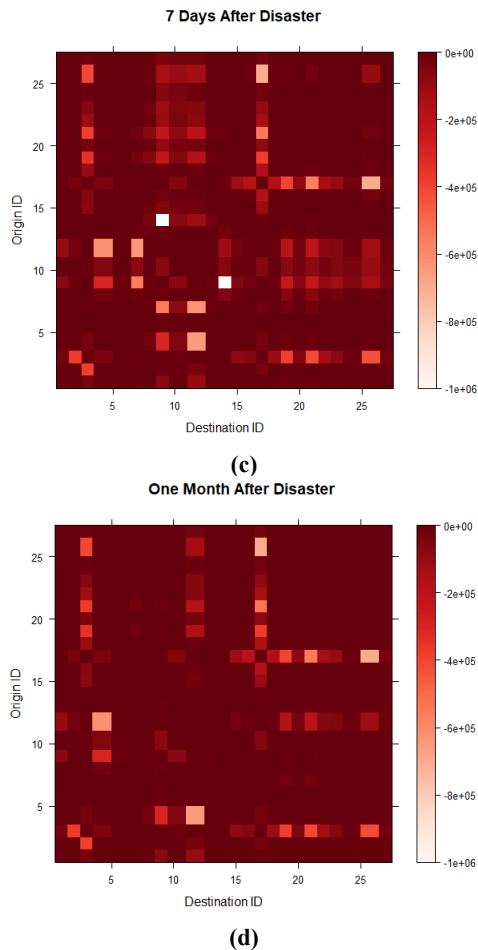 7 Days After Disaster
25
20
15
10
5
Origin ID
5
10
15
20
25
Destination ID
0e+00
-2e+05
-4e+05
-6e+05
-8e+05
-1e+06
(c)
One Month After Disaster
25
20
15
10
5
Origin ID
5
10
15
20
25
Destination ID
0e+00
-2e+05
-4e+05
-6e+05
-8e+05
-1e+06
(d)